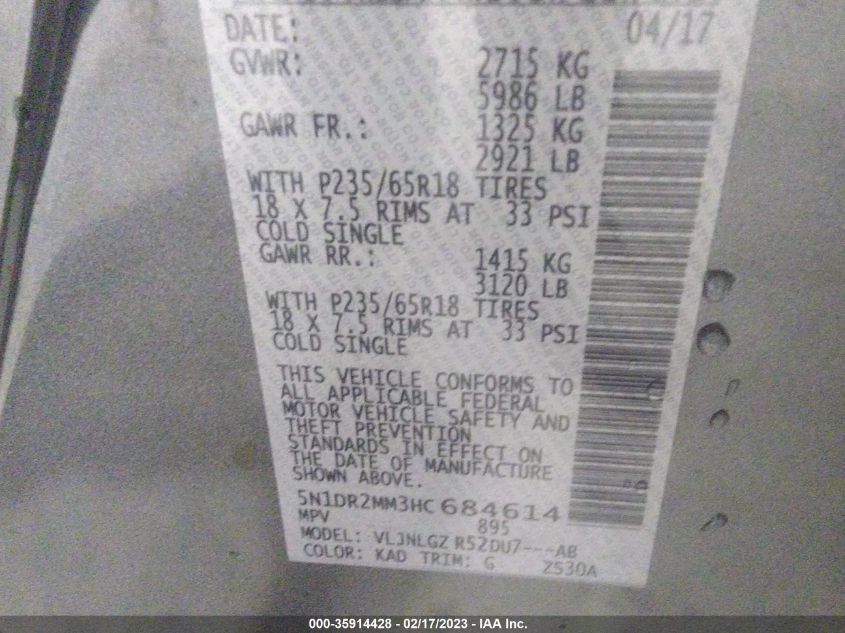 DATE: 04/17
GVWR: 2715 KG
5986 LB
GAWR FR.: 1325 KG
2921 LB
WITH P235/65R18 TIRES
18 X 7.5 RIMS AT 33 PSI
COLD SINGLE
GAWR RR.: 1415 KG
3120 LB
WITH P235/65R18 TIRES
18 X 7.5 RIMS AT 33 PSI
COLD SINGLE
THIS VEHICLE CONFORMS TO
ALL APPLICABLE FEDERAL
MOTOR VEHICLE SAFETY AND
THEFT PREVENTION
STANDARDS IN EFFECT ON
THE DATE OF MANUFACTURE
SHOWN ABOVE.
5N1DR2MM3HC684614
MPV 895
MODEL: VLJNLGZ R52DU7---AB
COLOR: KAD TRIM: G ZS30A
000-35914428 - 02/17/2023 - IAA Inc.